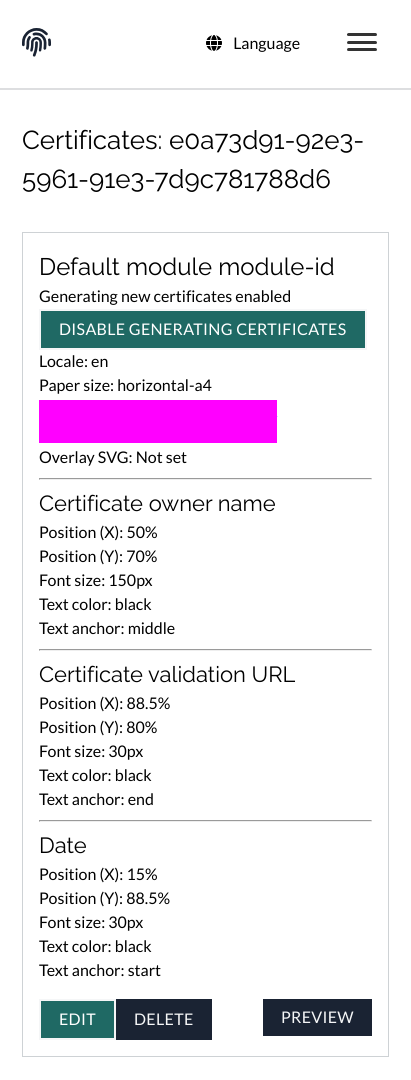 Language
Certificates: e0a73d91-92e3-
5961-91e3-7d9c781788d6
Default module module-id
Generating new certificates enabled
DISABLE GENERATING CERTIFICATES
Locale: en
Paper size: horizontal-a4
Overlay SVG: Not set
Certificate owner name
Position (X): 50%
Position (Y): 70%
Font size: 150px
Text color: black
Text anchor: middle
Certificate validation URL
Position (X): 88.5%
Position (Y): 80%
Font size: 30px
Text color: black
Text anchor: end
Date
Position (X): 15%
Position (Y): 88.5%
Font size: 30px
Text color: black
Text anchor: start
EDIT DELETE PREVIEW